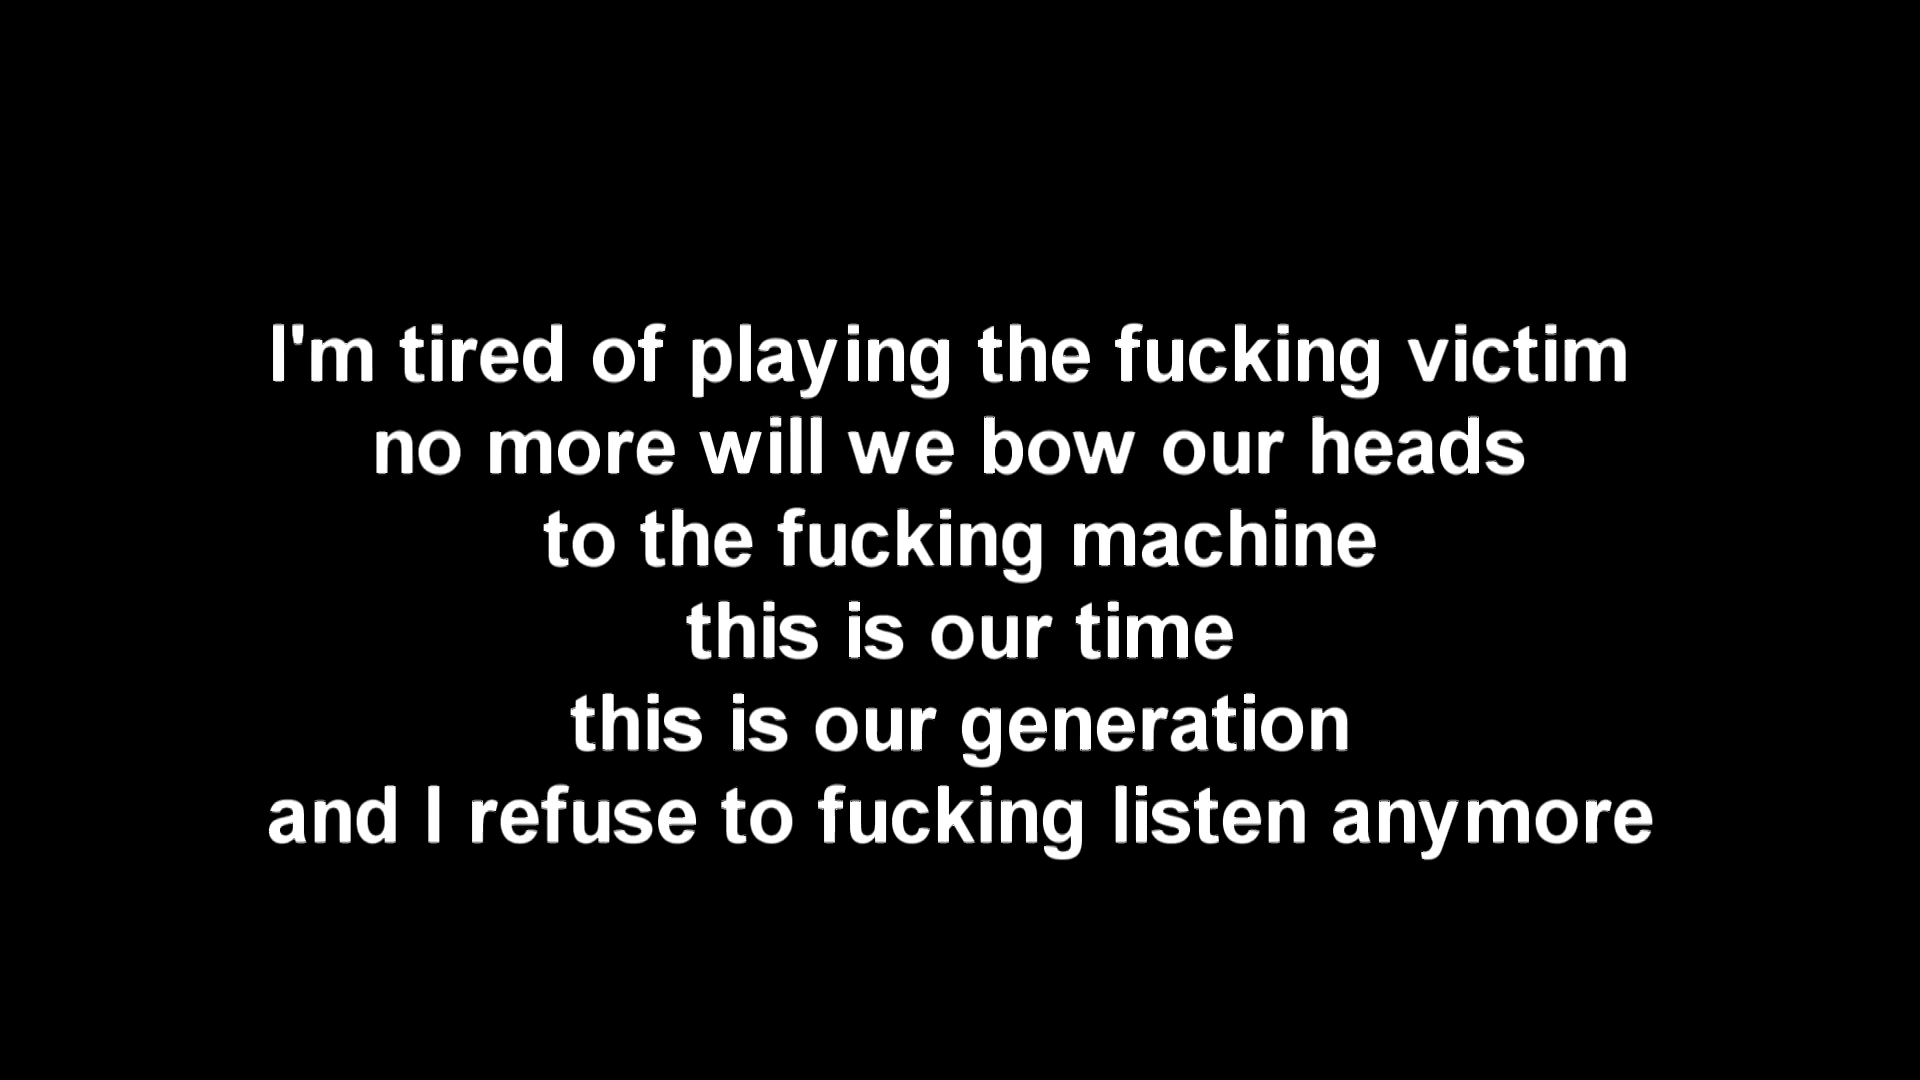 I'm tired of playing the fucking victim
no more will we bow our heads
to the fucking machine
this is our time
this is our generation
and I refuse to fucking listen anymore